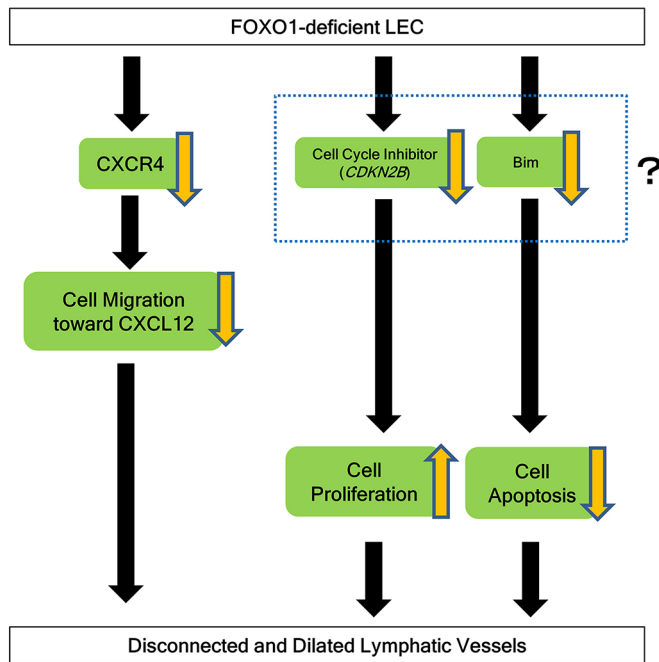 FOXO1-deficient LEC
CXCR4
Cell Cycle Inhibitor
(CDKN2B)
Bim
?
Cell Migration
toward CXCL12
Cell
Proliferation
Cell
Apoptosis
Disconnected and Dilated Lymphatic Vessels